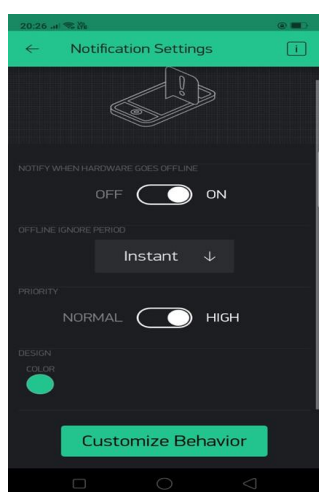 20:26
Notification Settings
NOTIFY WHEN HARDWARE GOES OFFLINE
OFF ON
OFFLINE IGNORE PERIOD
Instant
PRIORITY
NORMAL HIGH
DESIGN
COLOR
Customize Behavior